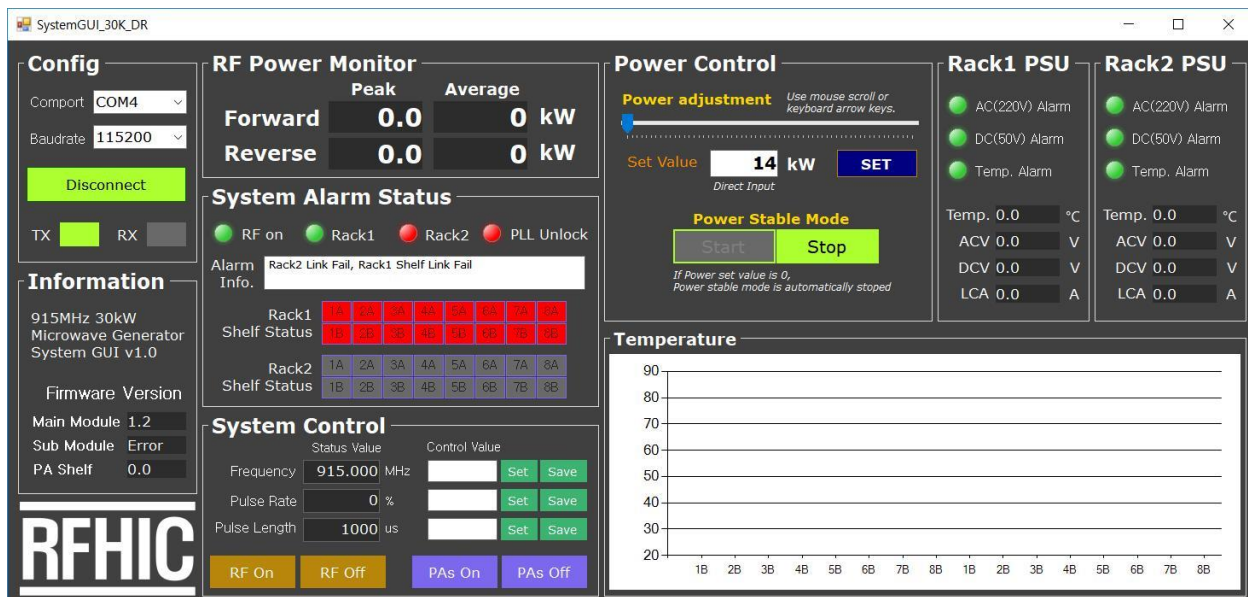 SystemGUI_30K_DR
Config
Comport COM4
Baudrate 115200
Disconnect
TX RX
Information
915MHz 30kW
Microwave Generator
System GUI v1.0
Firmware Version
Main Module 1.2
Sub Module Error
PA Shelf 0.0
RFHIC
RF Power Monitor
Peak Average
Forward 0.0 0 kW
Reverse 0.0 0 kW
System Alarm Status
RF on Rack1 Rack2 PLL Unlock
Alarm Info. Rack2 Link Fail, Rack1 Shelf Link Fail
Rack1 Shelf Status
1A 2A 3A 4A 5A 6A 7A 8A
1B 2B 3B 4B 5B 6B 7B 8B
Rack2 Shelf Status
1A 2A 3A 4A 5A 6A 7A 8A
1B 2B 3B 4B 5B 6B 7B 8B
System Control
Status Value Control Value
Frequency 915.000 MHz Set Save
Pulse Rate 0 % Set Save
Pulse Length 1000 us Set Save
RF On RF Off PAs On PAs Off
Power Control
Power adjustment Use mouse scroll or
keyboard arrow keys.
Set Value 14 kW SET
Direct Input
Power Stable Mode
Start Stop
If Power set value is 0,
Power stable mode is automatically stoped
Rack1 PSU
AC(220V) Alarm
DC(50V) Alarm
Temp. Alarm
Temp. 0.0 °C
ACV 0.0 V
DCV 0.0 V
LCA 0.0 A
Rack2 PSU
AC(220V) Alarm
DC(50V) Alarm
Temp. Alarm
Temp. 0.0 °C
ACV 0.0 V
DCV 0.0 V
LCA 0.0 A
Temperature
90
80
70
60
50
40
30
20
1B 2B 3B 4B 5B 6B 7B 8B 1B 2B 3B 4B 5B 6B 7B 8B